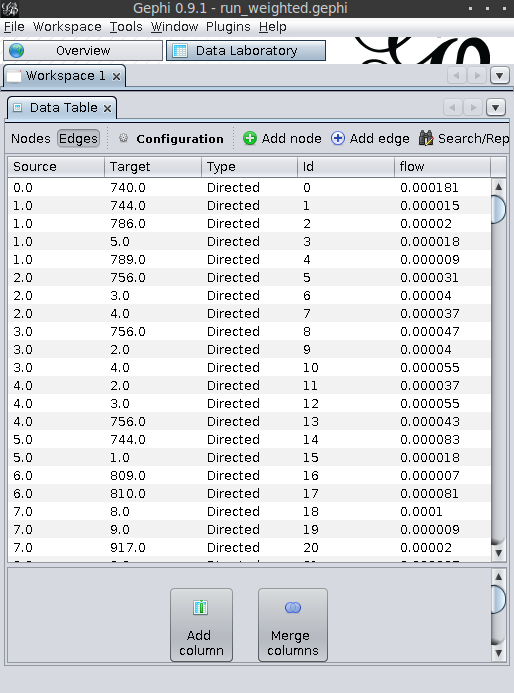 Gephi 0.9.1 - run_weighted.gephi
File Workspace Tools Window Plugins Help
Overview Data Laboratory
Workspace 1
Data Table
Nodes Edges Configuration Add node Add edge Search/Rep
Source Target Type Id flow
0.0 740.0 Directed 0 0.000181
1.0 744.0 Directed 1 0.000015
1.0 786.0 Directed 2 0.00002
1.0 5.0 Directed 3 0.000018
1.0 789.0 Directed 4 0.000009
2.0 756.0 Directed 5 0.000031
2.0 3.0 Directed 6 0.00004
2.0 4.0 Directed 7 0.000037
3.0 756.0 Directed 8 0.000047
3.0 2.0 Directed 9 0.00004
3.0 4.0 Directed 10 0.000055
4.0 2.0 Directed 11 0.000037
4.0 3.0 Directed 12 0.000055
4.0 756.0 Directed 13 0.000043
5.0 744.0 Directed 14 0.000083
5.0 1.0 Directed 15 0.000018
6.0 809.0 Directed 16 0.000007
6.0 810.0 Directed 17 0.000081
7.0 8.0 Directed 18 0.0001
7.0 9.0 Directed 19 0.000009
7.0 917.0 Directed 20 0.00002
Add column
Merge columns